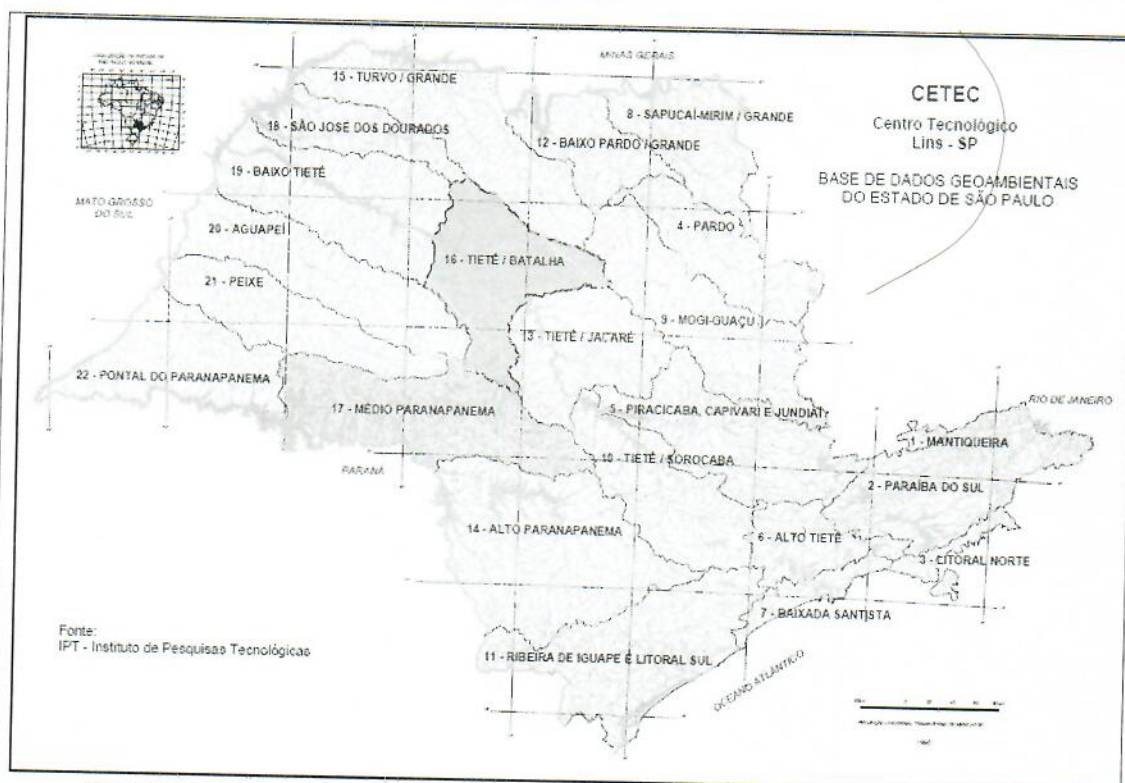 MINAS GERAIS
15 - TURVO / GRANDE
CETEC
Centro Tecnológico
Lins - SP
8 - SAPUCAÍ-MIRIM / GRANDE
18 - SÃO JOSÉ DOS DOURADOS
12 - BAIXO PARDO / GRANDE
BASE DE DADOS GEOAMBIENTAIS
DO ESTADO DE SÃO PAULO
19 - BAIXO TIETÊ
MATO GROSSO
DO SUL
4 - PARDO
20 - AGUAPEÍ
16 - TIETÊ / BATALHA
21 - PEIXE
9 - MOGI-GUAÇU
13 - TIETÊ / JACARÉ
22 - PONTAL DO PARANAPANEMA
17 - MÉDIO PARANAPANEMA
5 - PIRACICABA, CAPIVARI E JUNDIAÍ
RIO DE JANEIRO
1 - MANTIQUEIRA
10 - TIETÊ / SOROCABA
PARANÁ
2 - PARAÍBA DO SUL
14 - ALTO PARANAPANEMA
6 - ALTO TIETÊ
3 - LITORAL NORTE
7 - BAIXADA SANTISTA
Fonte:
IPT - Instituto de Pesquisas Tecnológicas
11 - RIBEIRA DE IGUAPE E LITORAL SUL
OCEANO ATLÂNTICO